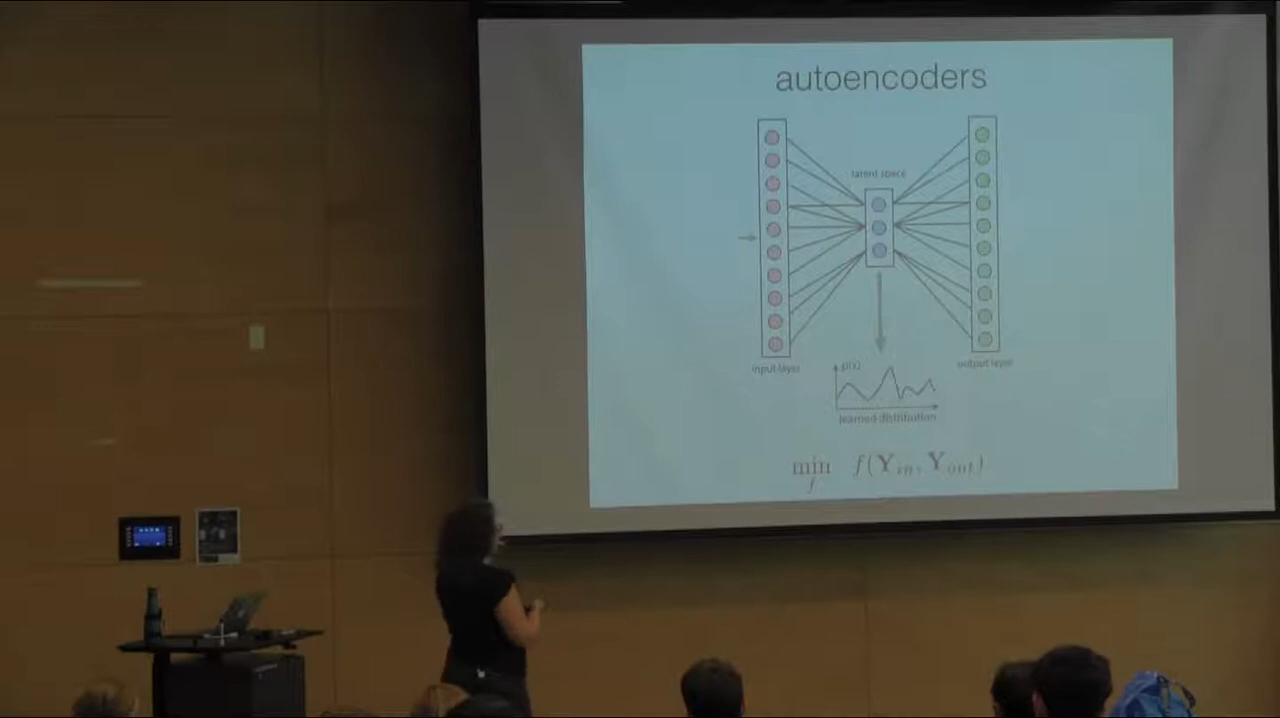 autoencoders
latent space
input layer
output layer
p(x)
learned distribution
min f(Y_in, Y_out)
f